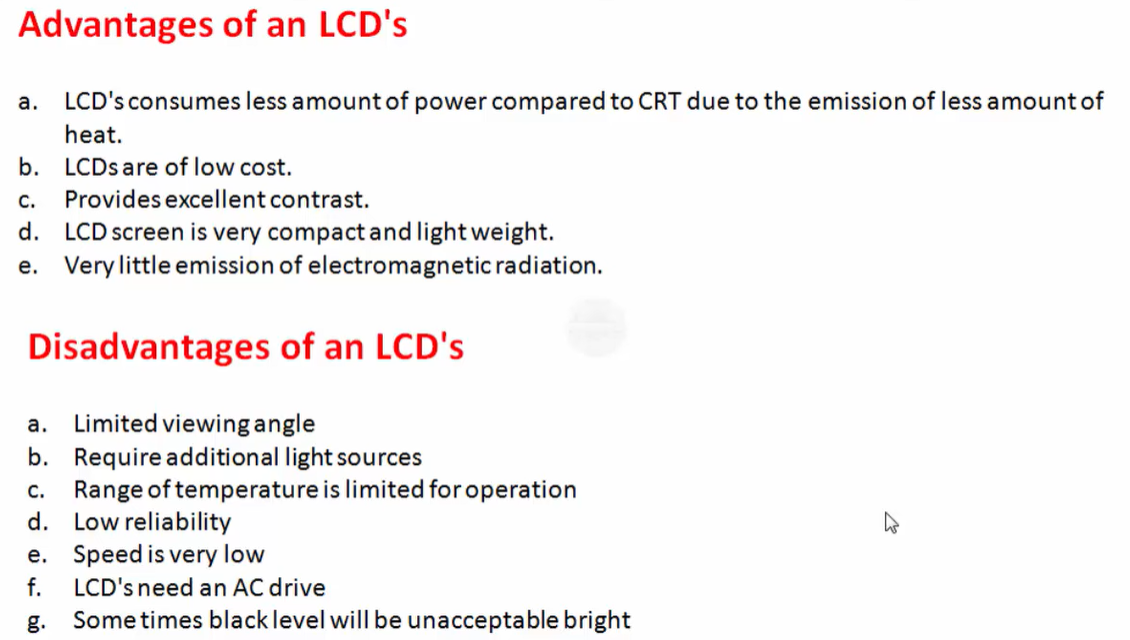 Advantages of an LCD's
a. LCD's consumes less amount of power compared to CRT due to the emission of less amount of
heat.
b. LCDs are of low cost.
c. Provides excellent contrast.
d. LCD screen is very compact and light weight.
e. Very little emission of electromagnetic radiation.
Disadvantages of an LCD's
a. Limited viewing angle
b. Require additional light sources
c. Range of temperature is limited for operation
d. Low reliability
e. Speed is very low
f. LCD's need an AC drive
g. Some times black level will be unacceptable bright